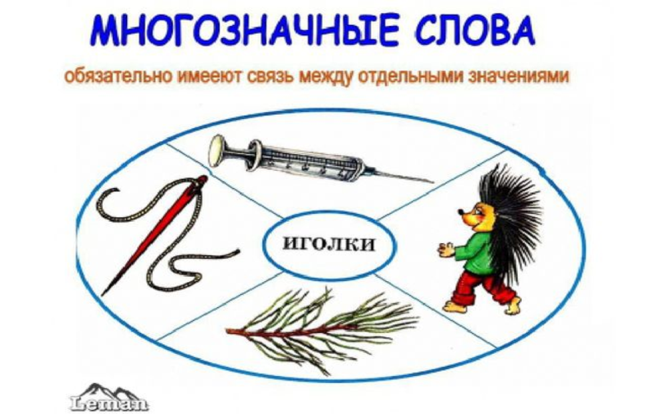 МНОГОЗНАЧНЫЕ СЛОВА
обязательно имееют связь между отдельными значениями
ИГОЛКИ
Leman